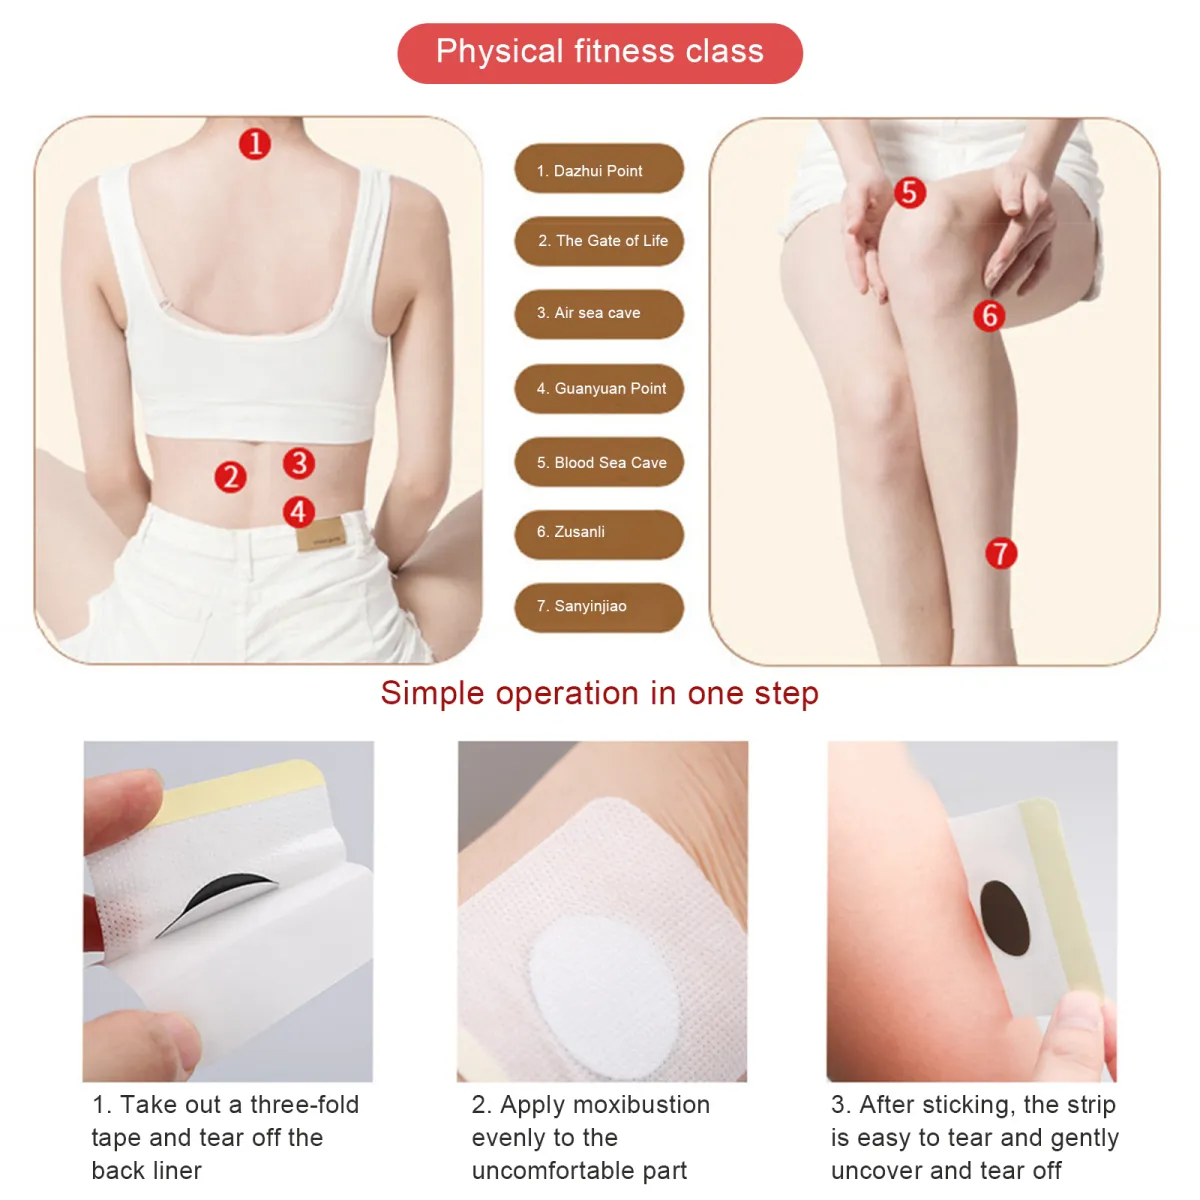 Physical fitness class
1
2
3
4
1. Dazhui Point
2. The Gate of Life
3. Air sea cave
4. Guanyuan Point
5. Blood Sea Cave
6. Zusanli
7. Sanyinjiao
5
6
7
Simple operation in one step
1. Take out a three-fold
tape and tear off the
back liner
2. Apply moxibustion
evenly to the
uncomfortable part
3. After sticking, the strip
is easy to tear and gently
uncover and tear off